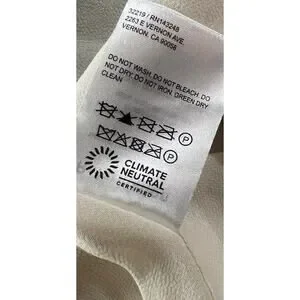 32219 / RN143248
2263 E VERNON AVE.
VERNON, CA 90058
DO NOT WASH. DO NOT BLEACH. DO
NOT DRY. DO NOT IRON. GREEN DRY
CLEAN
P
P
CLIMATE
NEUTRAL
CERTIFIED